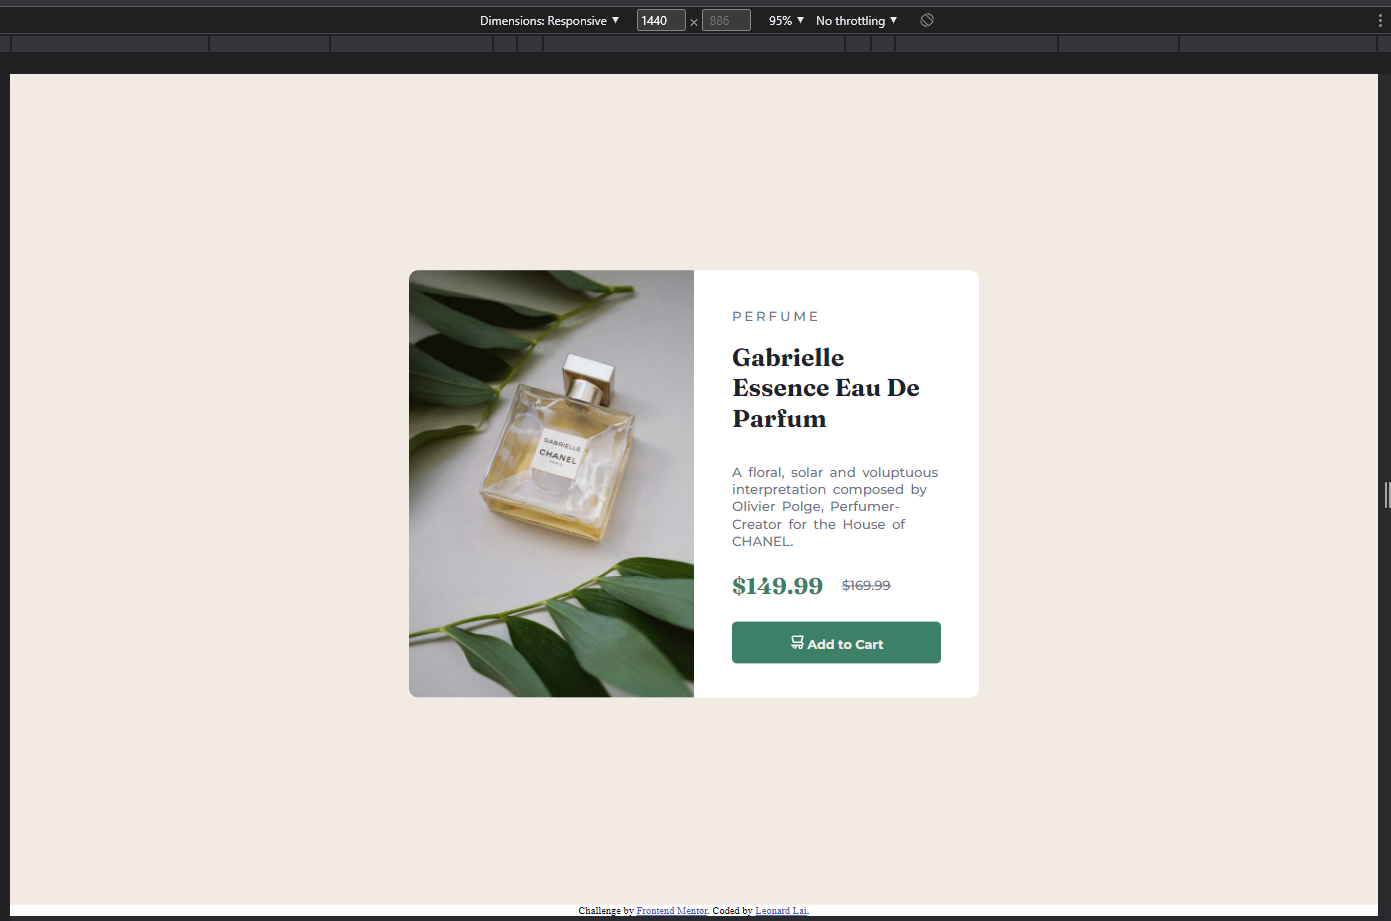 Dimensions: Responsive ▼ 1440 × 886 95% ▼ No throttling ▼
PERFUME
Gabrielle
Essence Eau De
Parfum
GABRIELLE
CHANEL
PARIS
A floral, solar and voluptuous
interpretation composed by
Olivier Polge, Perfumer-
Creator for the House of
CHANEL.
$149.99 $169.99
Add to Cart
Challenge by Frontend Mentor. Coded by Leonard Lai.